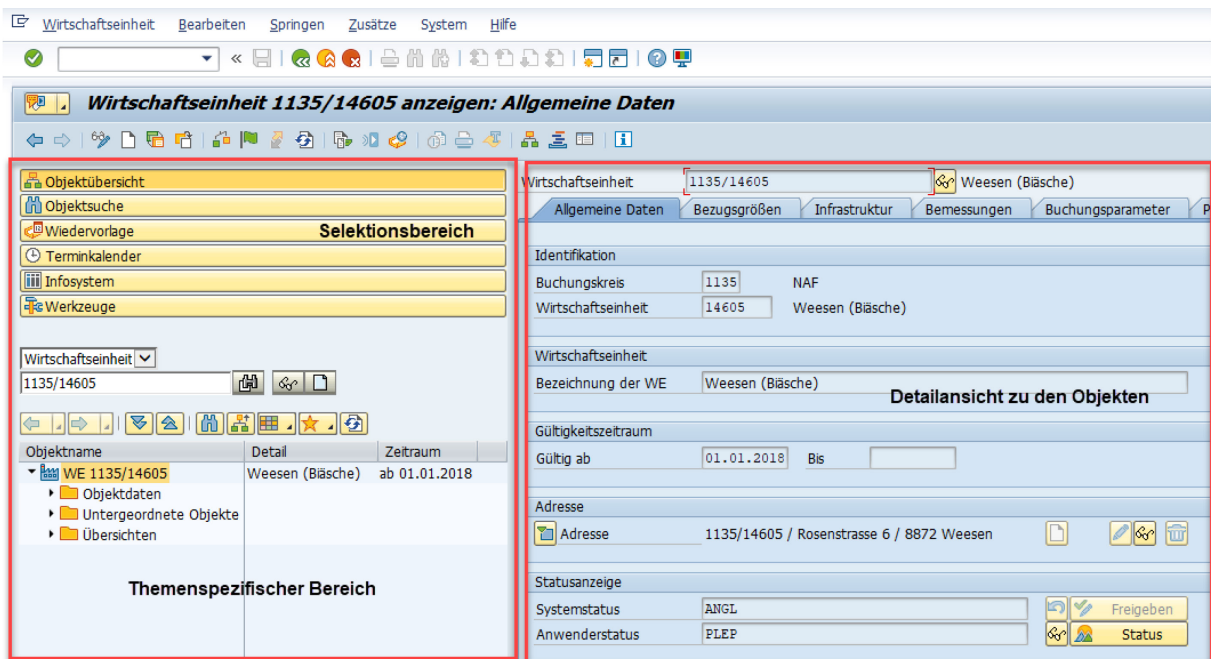 Wirtschaftseinheit Bearbeiten Springen Zusätze System Hilfe
Wirtschaftseinheit 1135/14605 anzeigen: Allgemeine Daten
Objektübersicht
Objektsuche
Wiedervorlage
Selektionsbereich
Terminkalender
Infosystem
Werkzeuge
Wirtschaftseinheit
1135/14605
Objektname Detail Zeitraum
WE 1135/14605 Weesen (Biäsche) ab 01.01.2018
Objektdaten
Untergeordnete Objekte
Übersichten
Themenspezifischer Bereich
Wirtschaftseinheit 1135/14605 Weesen (Biäsche)
Allgemeine Daten Bezugsgrößen Infrastruktur Bemessungen Buchungsparameter P
Identifikation
Buchungskreis 1135 NAF
Wirtschaftseinheit 14605 Weesen (Biäsche)
Wirtschaftseinheit
Bezeichnung der WE Weesen (Biäsche)
Detailansicht zu den Objekten
Gültigkeitszeitraum
Gültig ab 01.01.2018 Bis
Adresse
Adresse 1135/14605 / Rosenstrasse 6 / 8872 Weesen
Statusanzeige
Systemstatus ANGL Freigeben
Anwenderstatus PLEP Status